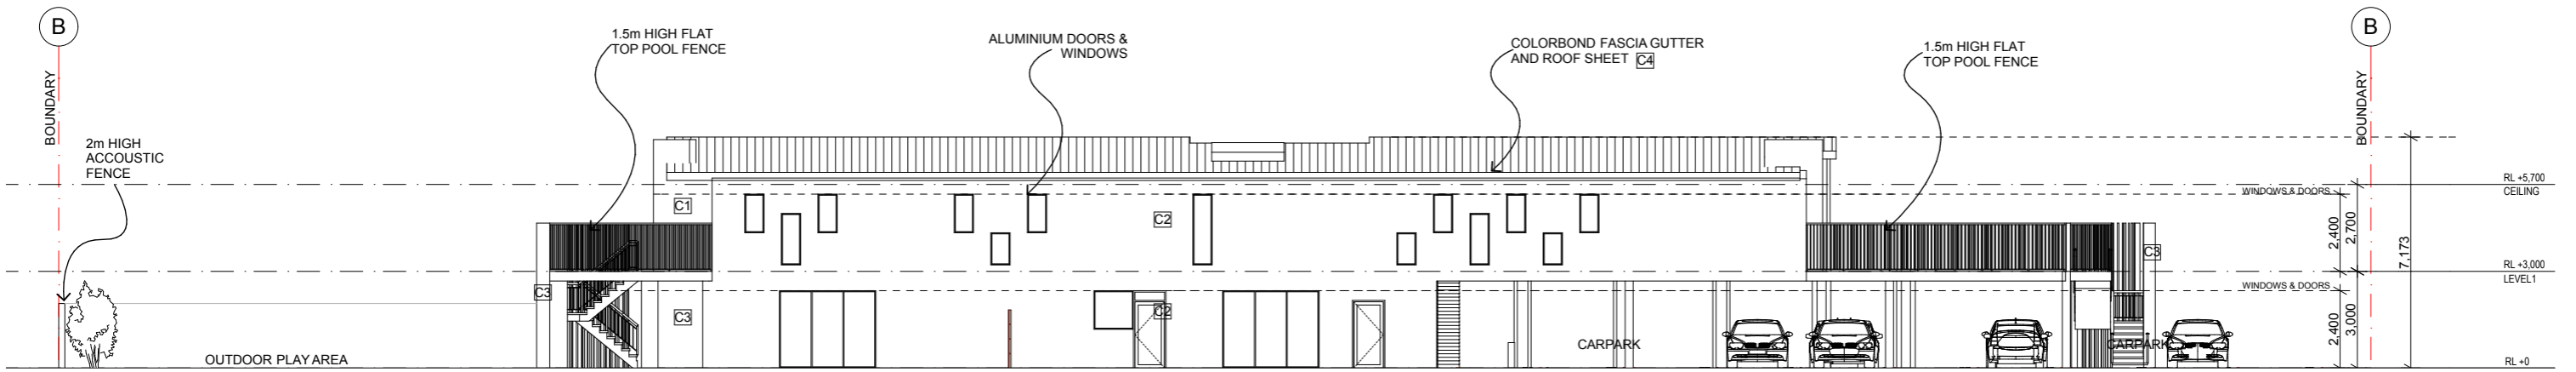 B
B
1.5m HIGH FLAT
TOP POOL FENCE
ALUMINIUM DOORS &
WINDOWS
COLORBOND FASCIA GUTTER
AND ROOF SHEET C4
1.5m HIGH FLAT
TOP POOL FENCE
BOUNDARY
BOUNDARY
2m HIGH
ACCOUSTIC
FENCE
RL +5,700
CEILING
WINDOWS & DOORS
C1
C2
2,400
2,700
7,173
C3
RL +3,000
LEVEL1
WINDOWS & DOORS
C3
C3
C2
2,400
3,000
CARPARK
CARPARK
OUTDOOR PLAY AREA
RL +0